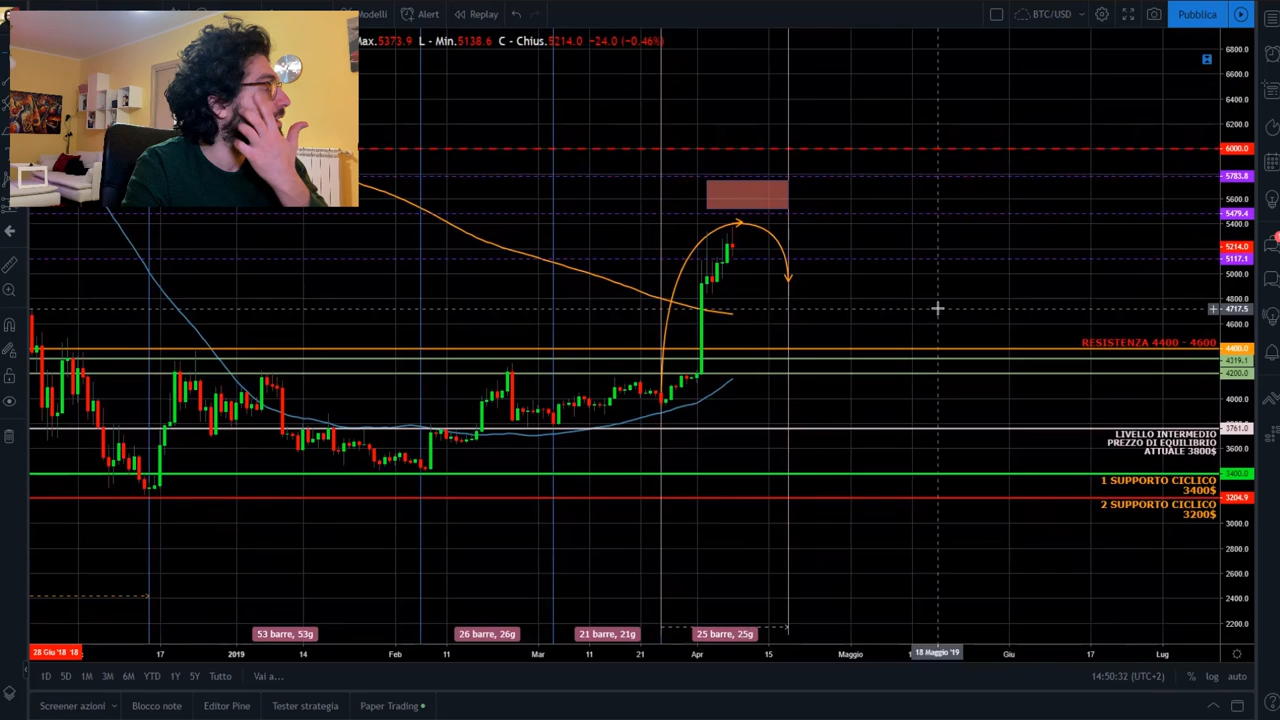 Modelli
Alert
Replay
BTC/USD
Pubblica
Max.5373.9 L - Min.5138.6 C - Chius.5214.0 -24.0 (-0.46%)
6800.0
6600.0
6400.0
6200.0
6000.0
5783.8
5600.0
5479.4
5400.0
5214.0
5117.1
5000.0
4800.0
4717.5
4600.0
RESISTENZA 4400 - 4600
4400.0
4319.1
4200.0
4000.0
3761.0
LIVELLO INTERMEDIO
PREZZO DI EQUILIBRIO
ATTUALE 3800$
3600.0
3400.0
1 SUPPORTO CICLICO
3400$
3204.9
2 SUPPORTO CICLICO
3200$
3000.0
2800.0
2600.0
2400.0
2200.0
53 barre, 53g
26 barre, 26g
21 barre, 21g
25 barre, 25g
28 Giu '18
17
2019
14
Feb
11
Mar
11
21
Apr
15
Maggio
18 Maggio '19
Giu
17
Lug
1D 5D 1M 3M 6M YTD 1Y 5Y Tutto Vai a...
14:50:32 (UTC+2) % log auto
Screener azioni Blocco note Editor Pine Tester strategia Paper Trading